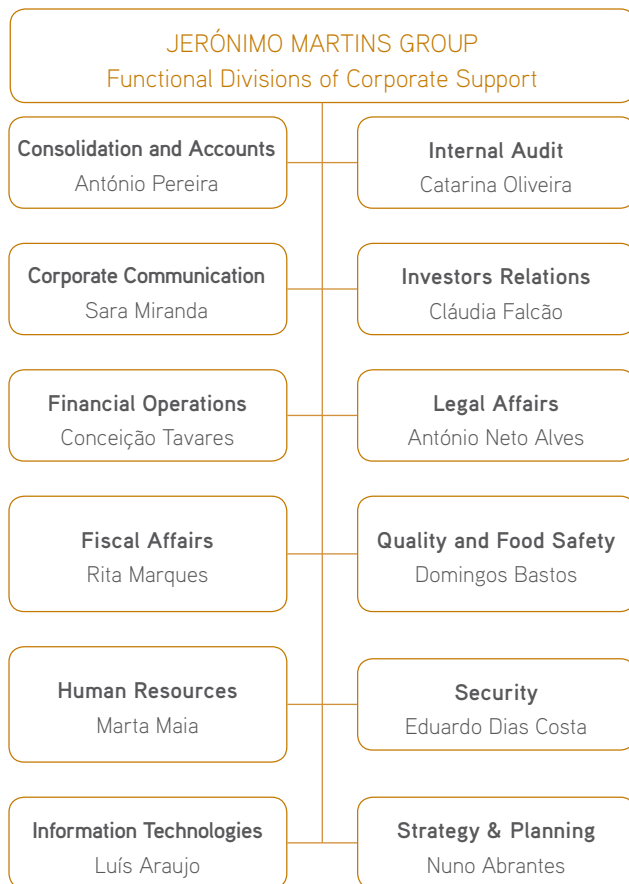 JERÓNIMO MARTINS GROUP
Functional Divisions of Corporate Support
Consolidation and Accounts
António Pereira
Internal Audit
Catarina Oliveira
Corporate Communication
Sara Miranda
Investors Relations
Cláudia Falcão
Financial Operations
Conceição Tavares
Legal Affairs
António Neto Alves
Fiscal Affairs
Rita Marques
Quality and Food Safety
Domingos Bastos
Human Resources
Marta Maia
Security
Eduardo Dias Costa
Information Technologies
Luís Araujo
Strategy & Planning
Nuno Abrantes